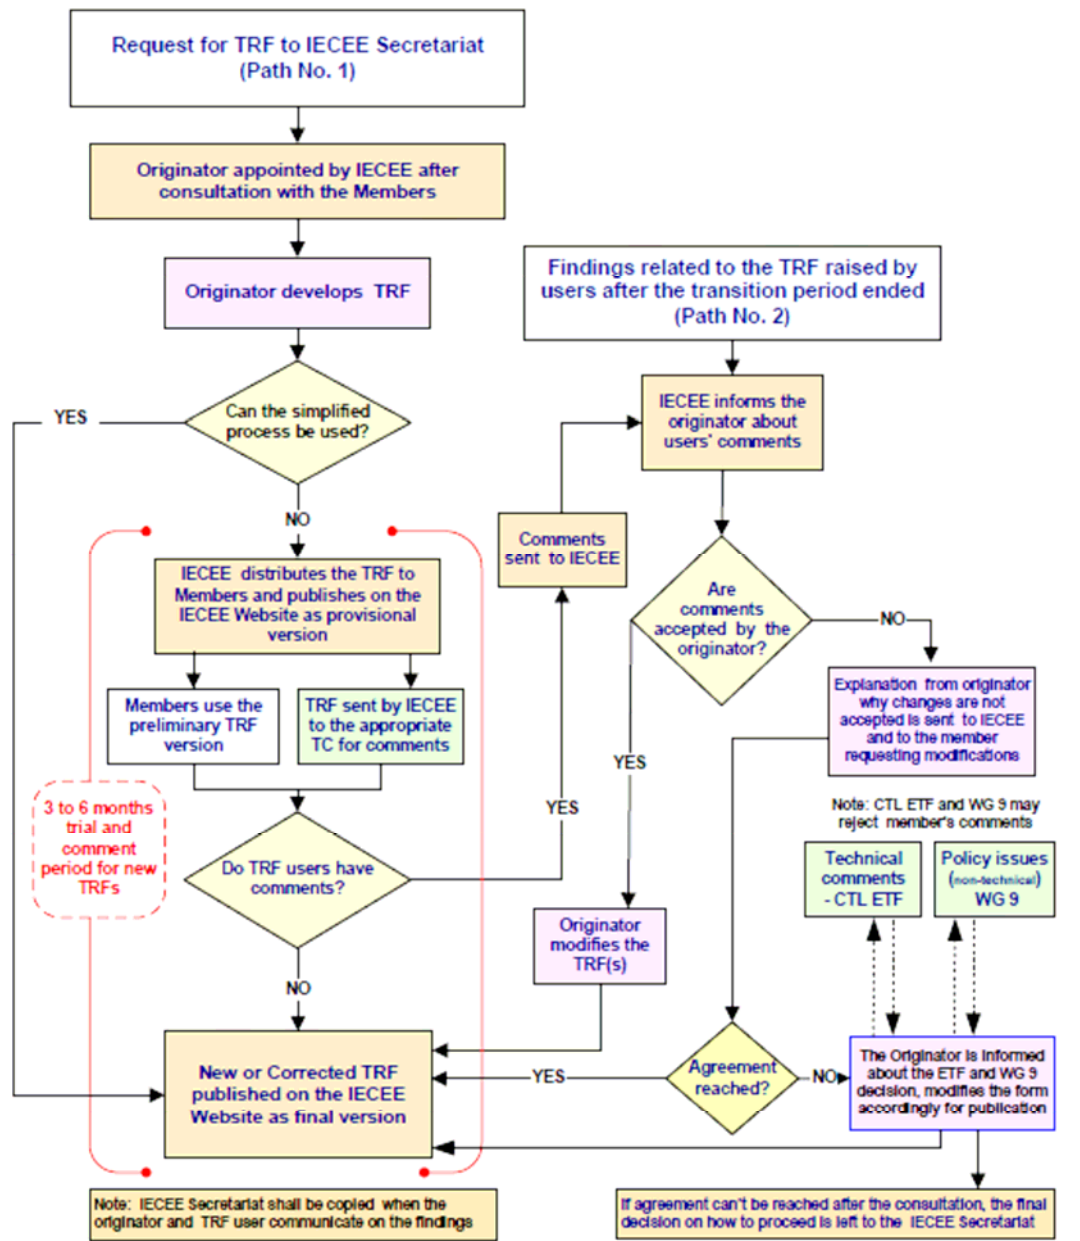 Request for TRF to IECEE Secretariat
(Path No. 1)
Originator appointed by IECEE after
consultation with the Members
Originator develops TRF
Findings related to the TRF raised by
users after the transition period ended
(Path No. 2)
Can the simplified
process be used?
YES
NO
IECEE informs the
originator about
users' comments
Comments
sent to IECEE
IECEE distributes the TRF to
Members and publishes on the
IECEE Website as provisional
version
Are
comments
accepted by the
originator?
NO
Members use the
preliminary TRF
version
TRF sent by IECEE
to the appropriate
TC for comments
Explanation from originator
why changes are not
accepted is sent to IECEE
and to the member
requesting modifications
YES
3 to 6 months
trial and
comment
period for new
TRFs
YES
Note: CTL ETF and WG 9 may
reject member's comments
Do TRF users have
comments?
Technical
comments
- CTL ETF
Policy issues
(non-technical)
WG 9
Originator
modifies the
TRF(s)
NO
New or Corrected TRF
published on the IECEE
Website as final version
YES
Agreement
reached?
NO
The Originator is informed
about the ETF and WG 9
decision, modifies the form
accordingly for publication
Note: IECEE Secretariat shall be copied when the
originator and TRF user communicate on the findings
If agreement can't be reached after the consultation, the final
decision on how to proceed is left to the IECEE Secretariat